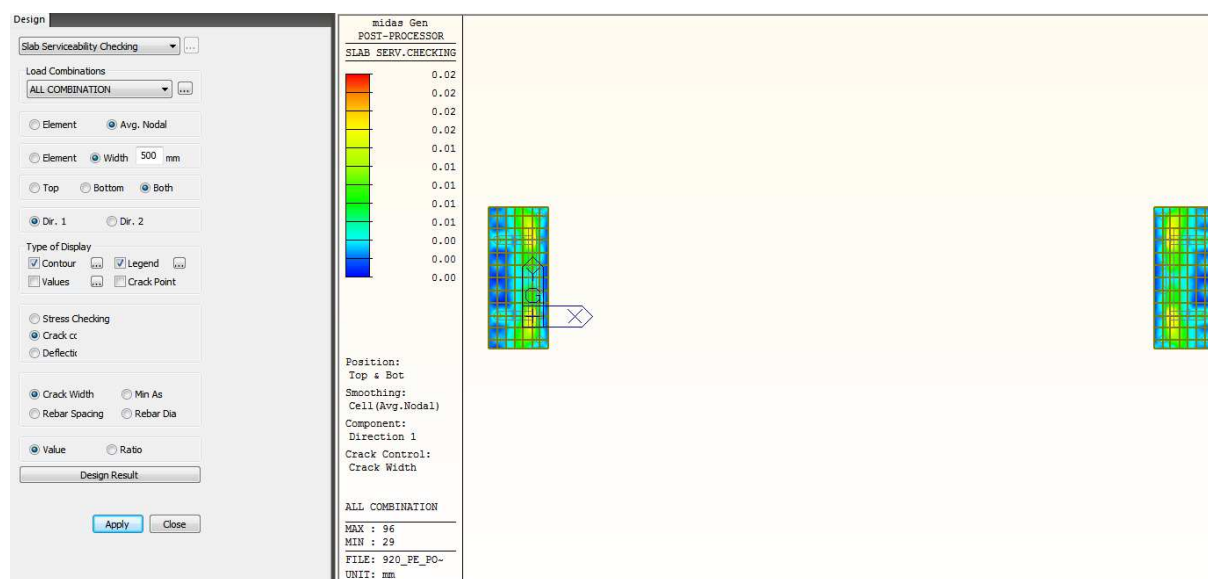 Design
Slab Serviceability Checking
...
Load Combinations
ALL COMBINATION
...
Element Avg. Nodal
Element Width 500 mm
Top Bottom Both
Dir. 1 Dir. 2
Type of Display
Contour ... Legend ...
Values ... Crack Point
Stress Checking
Crack cc
Deflectic
Crack Width Min As
Rebar Spacing Rebar Dia
Value Ratio
Design Result
Apply Close
midas Gen
POST-PROCESSOR
SLAB SERV.CHECKING
0.02
0.02
0.02
0.02
0.01
0.01
0.01
0.01
0.01
0.00
0.00
0.00
Position:
Top & Bot
Smoothing:
Cell(Avg.Nodal)
Component:
Direction 1
Crack Control:
Crack Width
ALL COMBINATION
MAX : 96
MIN : 29
FILE: 920_PE_PO~
UNIT: mm
G
X